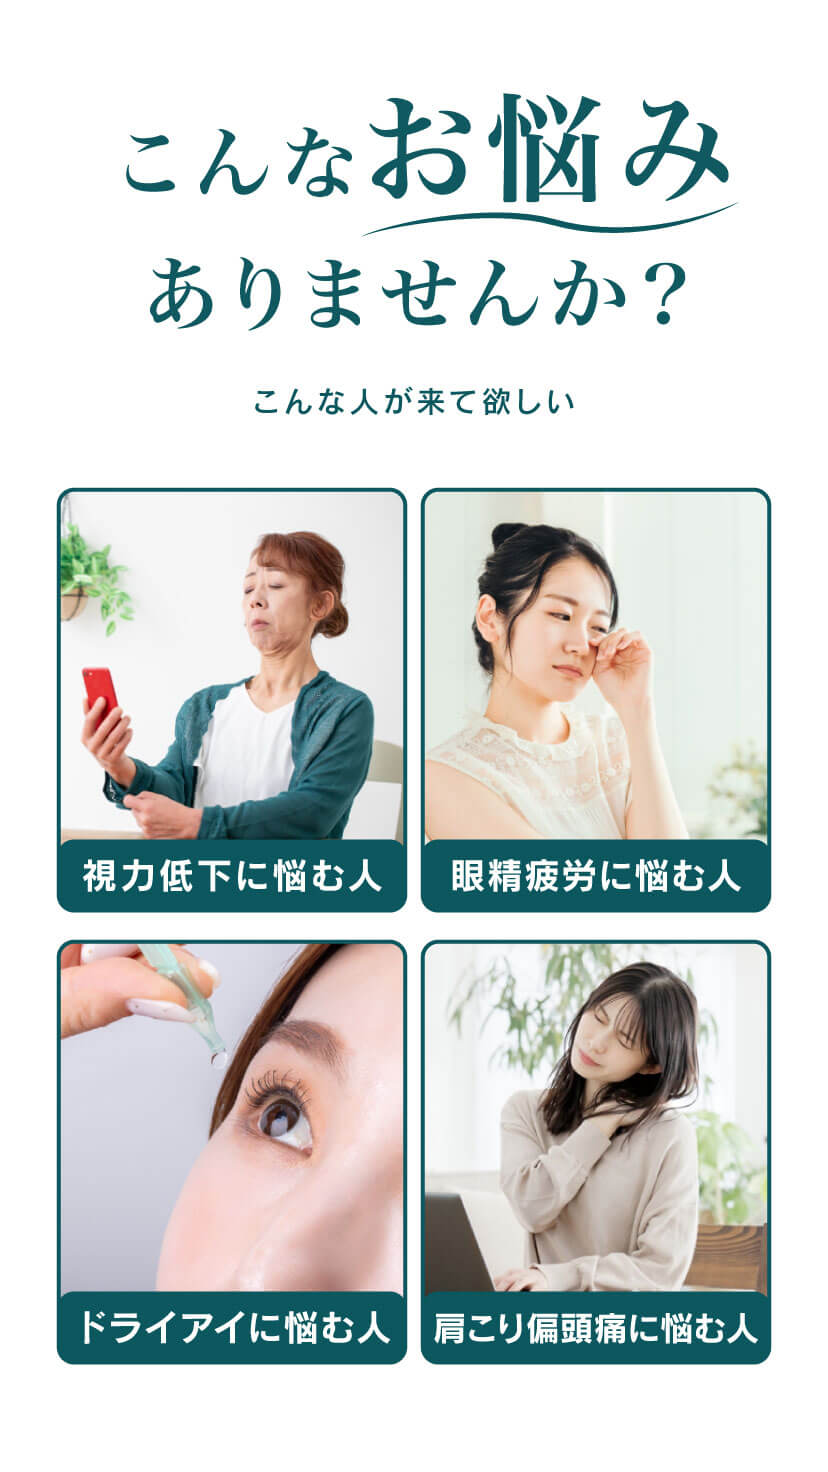 こんなお悩み
ありませんか？
こんな人が来て欲しい
視力低下に悩む人
眼精疲労に悩む人
ドライアイに悩む人
肩こり偏頭痛に悩む人